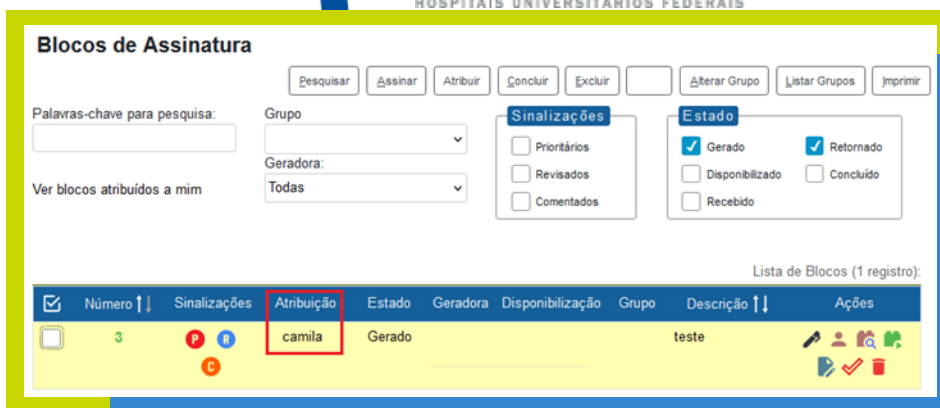 HOSPITAIS UNIVERSITÁRIOS FEDERAIS
Blocos de Assinatura
Pesquisar Assinar Atribuir Concluir Excluir Alterar Grupo Listar Grupos Imprimir
Palavras-chave para pesquisa: Grupo Sinalizações Estado
Prioritários Gerado Retornado
Geradora:
Revisados Disponibilizado Concluído
Ver blocos atribuídos a mim Todas
Comentados Recebido
Lista de Blocos (1 registro):
Número Sinalizações Atribuição Estado Geradora Disponibilização Grupo Descrição Ações
3 P R camila Gerado teste
C